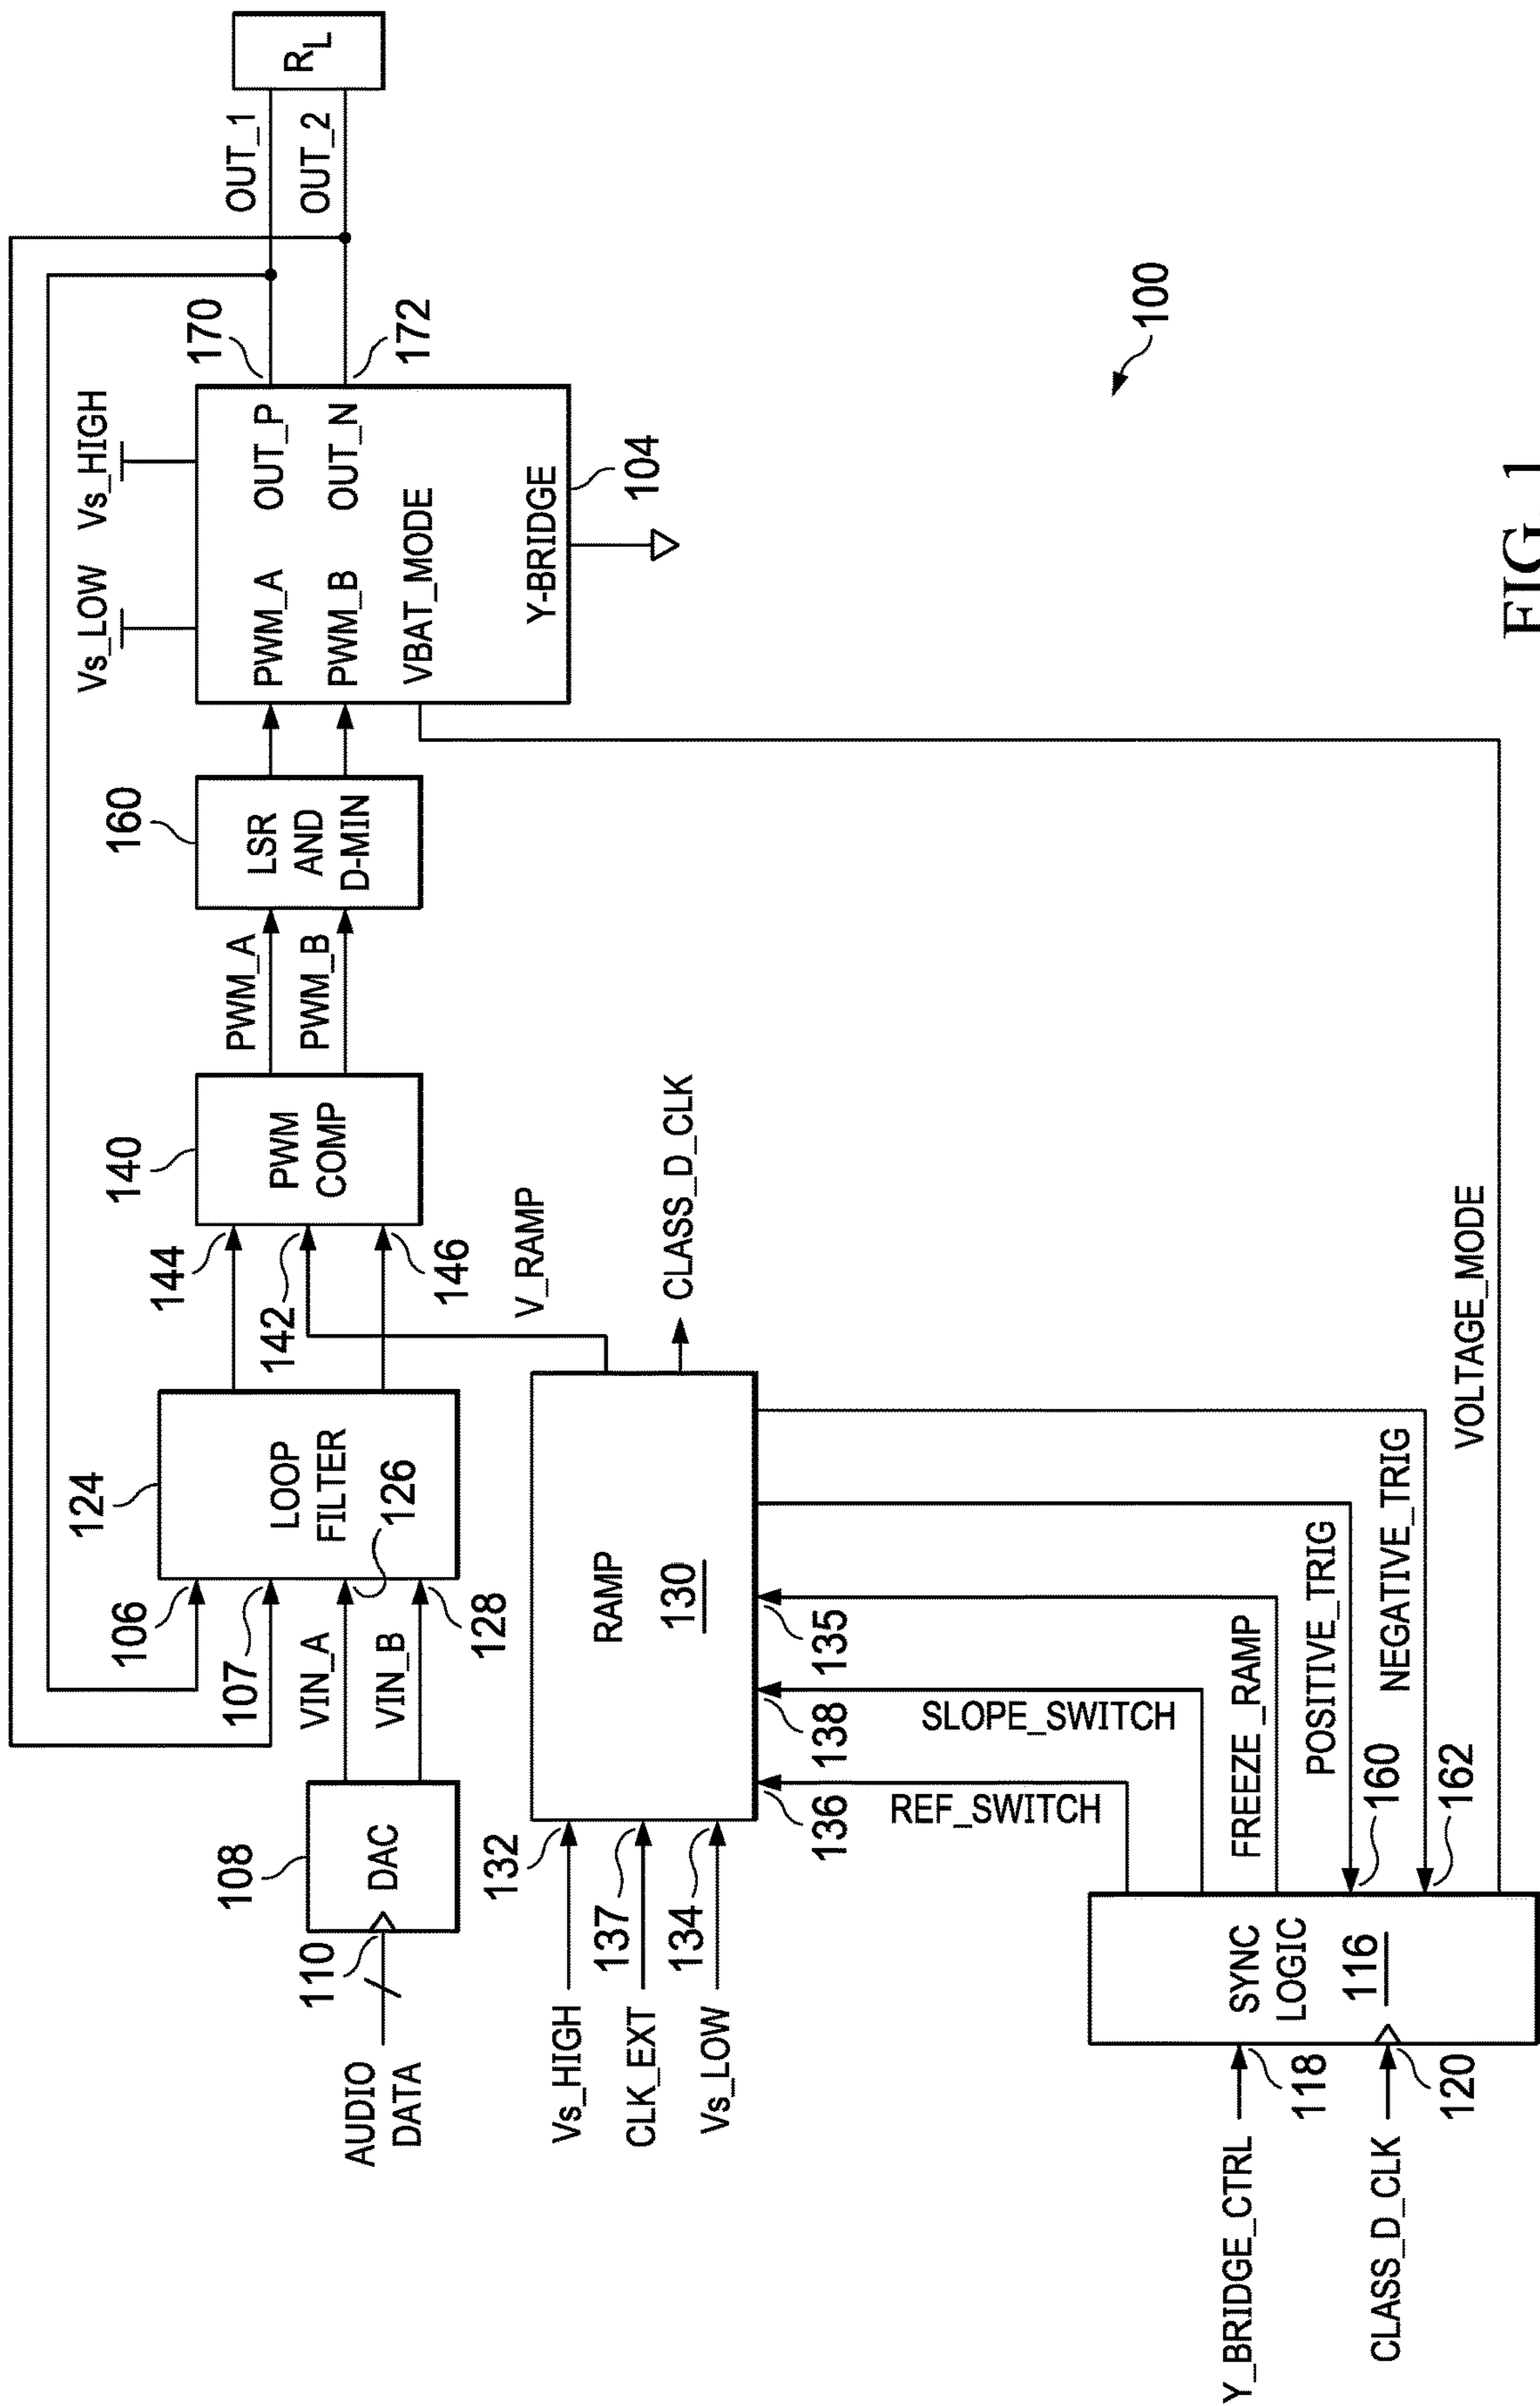 AUDIO
DATA
110
108
DAC
VIN_A
VIN_B
106
107
126
128
124
LOOP
FILTER
144
142
146
140
PWM
COMP
PWM_A
PWM_B
160
LSR
AND
D-MIN
Vs_LOW
Vs_HIGH
PWM_A
OUT_P
PWM_B
OUT_N
VBAT_MODE
Y-BRIDGE
104
170
172
OUT_1
OUT_2
RL
Vs_HIGH
132
CLK_EXT
137
Vs_LOW
134
RAMP
130
V_RAMP
CLASS_D_CLK
136
138
135
REF_SWITCH
SLOPE_SWITCH
FREEZE_RAMP
POSITIVE_TRIG
NEGATIVE_TRIG
160
162
VOLTAGE_MODE
Y_BRIDGE_CTRL
118
CLASS_D_CLK
120
SYNC
LOGIC
116
100
FIG. 1